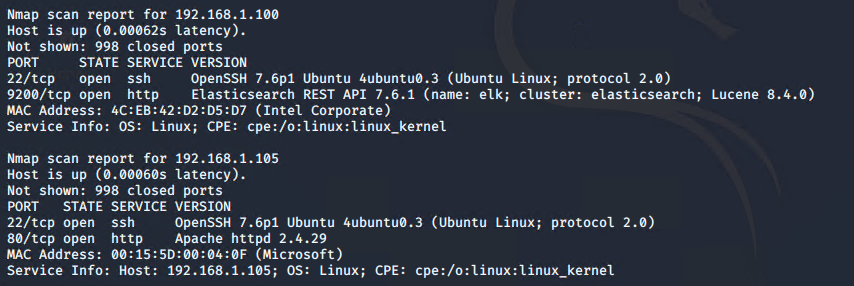 Nmap scan report for 192.168.1.100
Host is up (0.00062s latency).
Not shown: 998 closed ports
PORT     STATE SERVICE VERSION
22/tcp   open  ssh     OpenSSH 7.6p1 Ubuntu 4ubuntu0.3 (Ubuntu Linux; protocol 2.0)
9200/tcp open  http    Elasticsearch REST API 7.6.1 (name: elk; cluster: elasticsearch; Lucene 8.4.0)
MAC Address: 4C:EB:42:D2:D5:D7 (Intel Corporate)
Service Info: OS: Linux; CPE: cpe:/o:linux:linux_kernel

Nmap scan report for 192.168.1.105
Host is up (0.00060s latency).
Not shown: 998 closed ports
PORT   STATE SERVICE VERSION
22/tcp open  ssh     OpenSSH 7.6p1 Ubuntu 4ubuntu0.3 (Ubuntu Linux; protocol 2.0)
80/tcp open  http    Apache httpd 2.4.29
MAC Address: 00:15:5D:00:04:0F (Microsoft)
Service Info: Host: 192.168.1.105; OS: Linux; CPE: cpe:/o:linux:linux_kernel